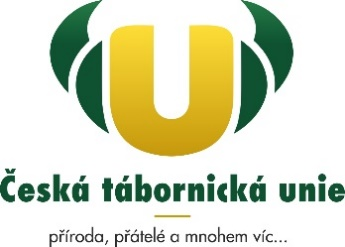 U
Česká tábornická unie
příroda, přátelé a mnohem víc...